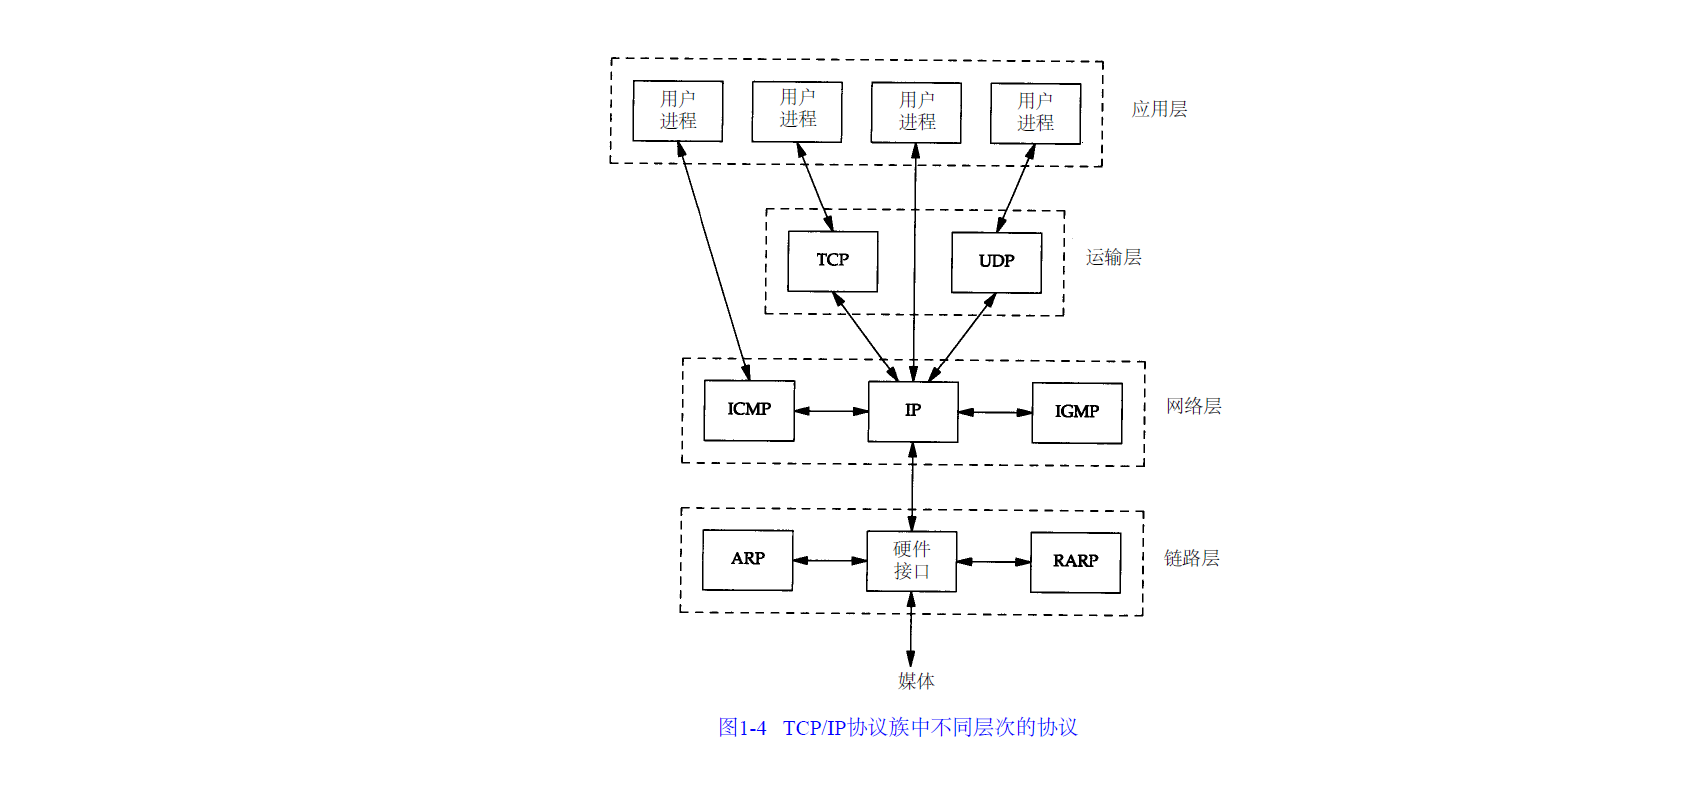 用户
进程
用户
进程
用户
进程
用户
进程
应用层
TCP
UDP
运输层
ICMP
IP
IGMP
网络层
ARP
硬件
接口
RARP
链路层
媒体
图1-4 TCP/IP协议族中不同层次的协议